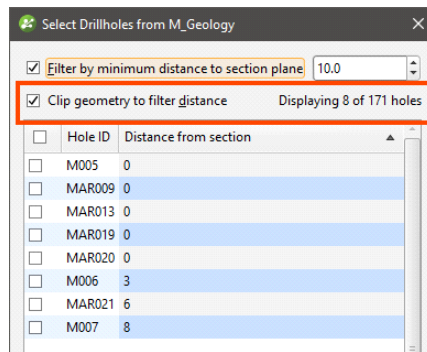 Select Drillholes from M_Geology
Filter by minimum distance to section plane 10.0
Clip geometry to filter distance Displaying 8 of 171 holes
Hole ID Distance from section
M005 0
MAR009 0
MAR013 0
MAR019 0
MAR020 0
M006 3
MAR021 6
M007 8